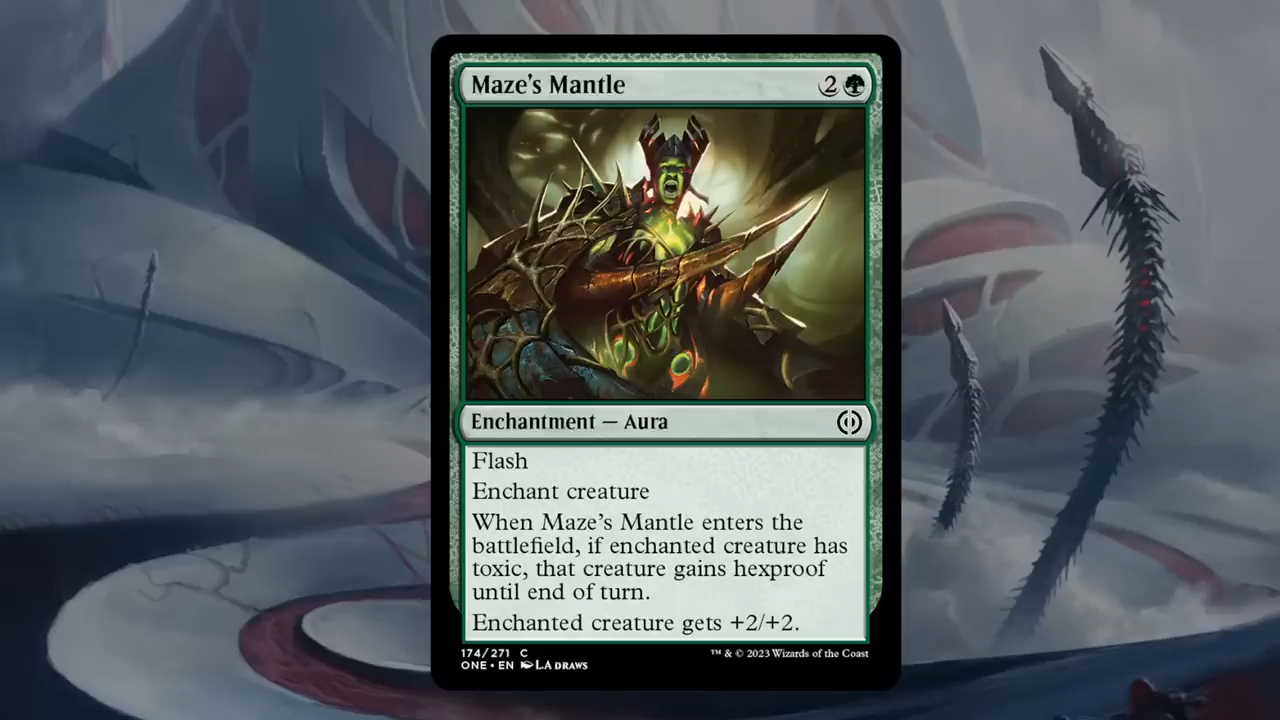 Maze's Mantle 2
Enchantment — Aura
Flash
Enchant creature
When Maze's Mantle enters the
battlefield, if enchanted creature has
toxic, that creature gains hexproof
until end of turn.
Enchanted creature gets +2/+2.
174/271 C
ONE • EN LA DRAWS
™ & © 2023 Wizards of the Coast